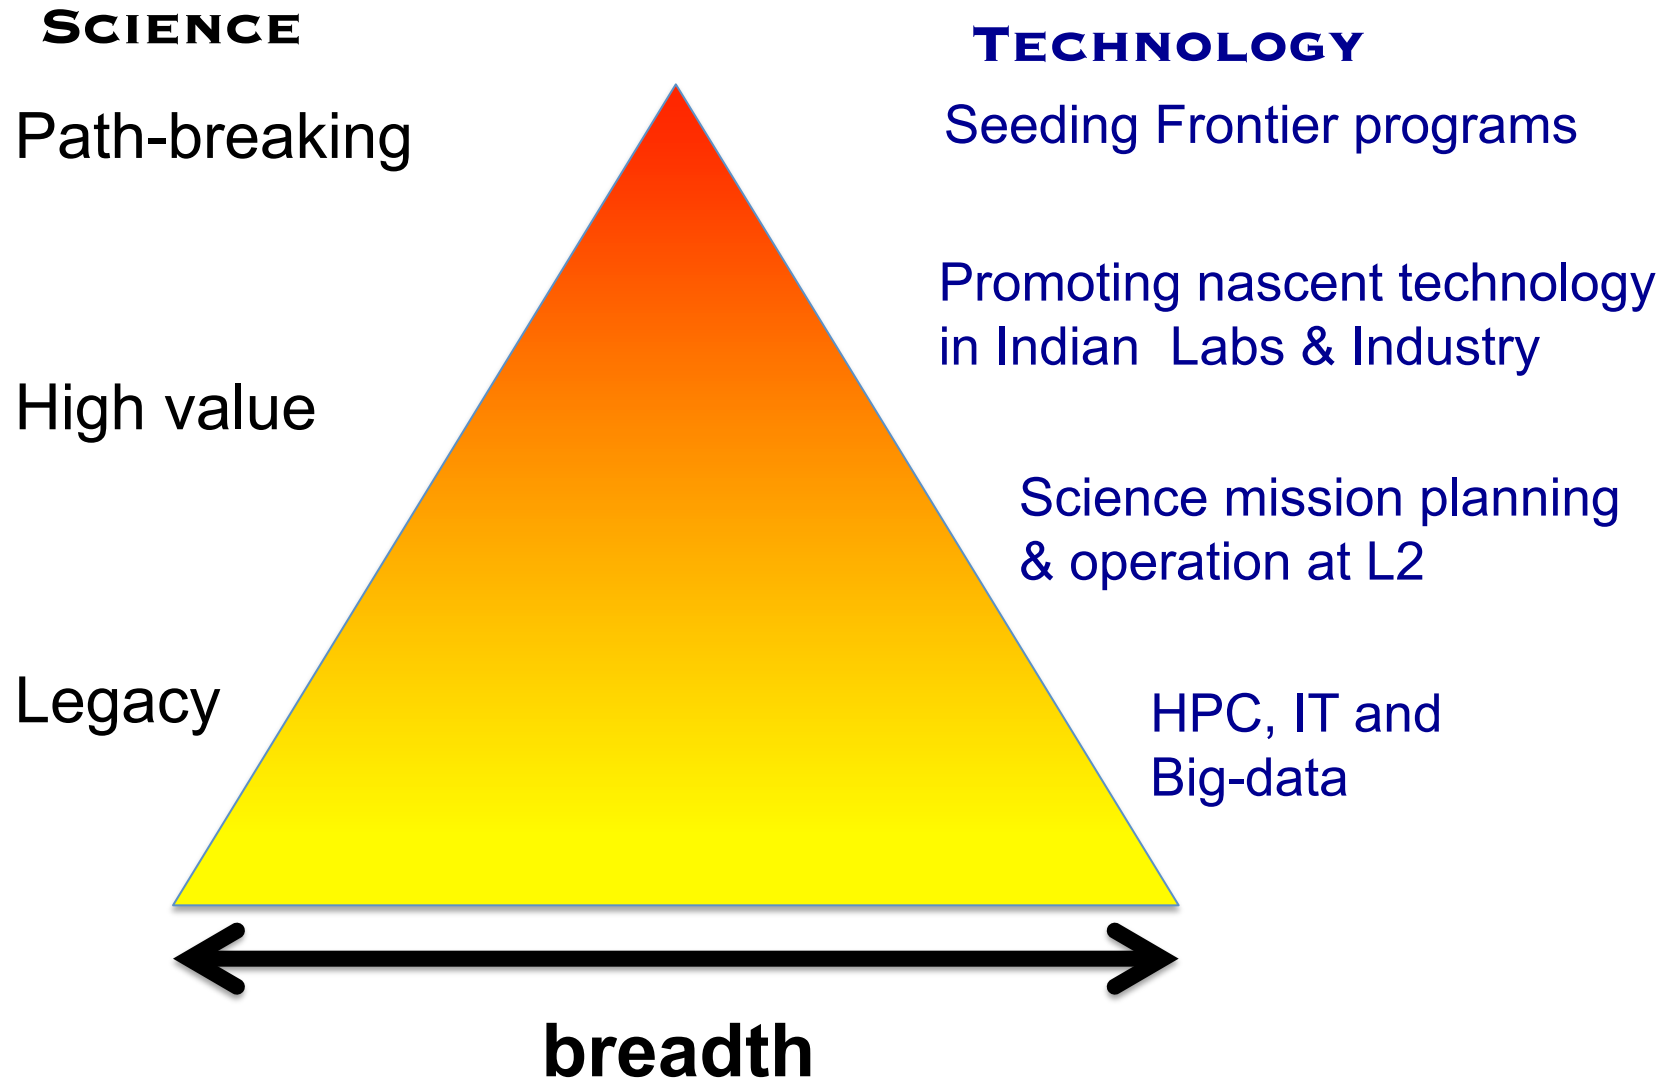 SCIENCE
TECHNOLOGY
Path-breaking
Seeding Frontier programs
Promoting nascent technology
in Indian Labs & Industry
High value
Science mission planning
& operation at L2
Legacy
HPC, IT and
Big-data
breadth